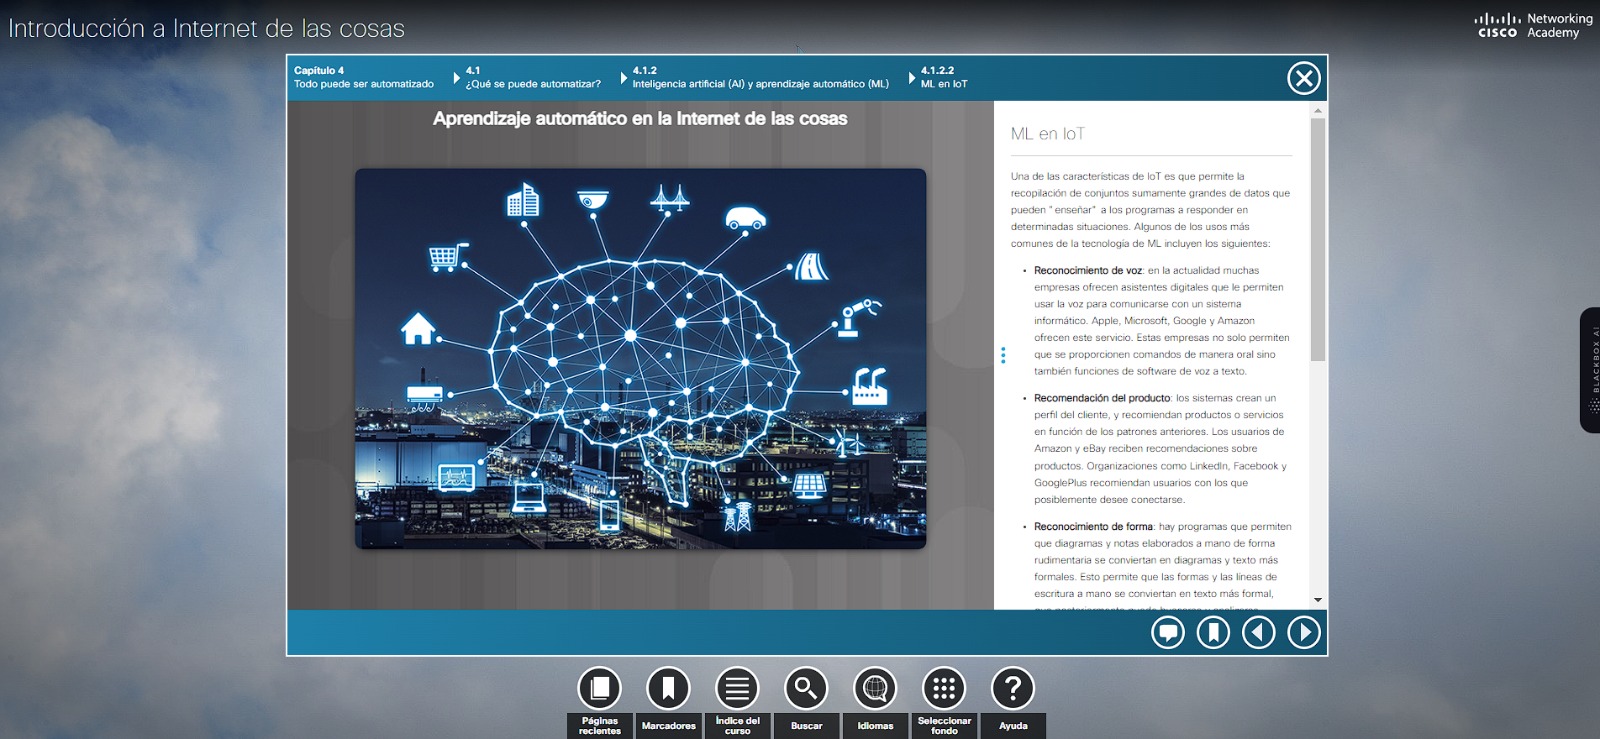 Introducción a Internet de las cosas
Networking
CISCO Academy
Capítulo 4
Todo puede ser automatizado
4.1
¿Qué se puede automatizar?
4.1.2
Inteligencia artificial (AI) y aprendizaje automático (ML)
4.1.2.2
ML en IoT
Aprendizaje automático en la Internet de las cosas
ML en IoT
Una de las características de IoT es que permite la
recopilación de conjuntos sumamente grandes de datos que
pueden "enseñar" a los programas a responder en
determinadas situaciones. Algunos de los usos más
comunes de la tecnología de ML incluyen los siguientes:
• Reconocimiento de voz: en la actualidad muchas
empresas ofrecen asistentes digitales que le permiten
usar la voz para comunicarse con un sistema
informático. Apple, Microsoft, Google y Amazon
ofrecen este servicio. Estas empresas no solo permiten
que se proporcionen comandos de manera oral sino
también funciones de software de voz a texto.
• Recomendación del producto: los sistemas crean un
perfil del cliente, y recomiendan productos o servicios
en función de los patrones anteriores. Los usuarios de
Amazon y eBay reciben recomendaciones sobre
productos. Organizaciones como LinkedIn, Facebook y
GooglePlus recomiendan usuarios con los que
posiblemente desee conectarse.
• Reconocimiento de forma: hay programas que permiten
que diagramas y notas elaborados a mano de forma
rudimentaria se conviertan en diagramas y texto más
formales. Esto permite que las formas y las líneas de
escritura a mano se conviertan en texto más formal,
BLACKBOX AI
Páginas
recientes
Marcadores
Índice del
curso
Buscar
Idiomas
Seleccionar
fondo
?
Ayuda